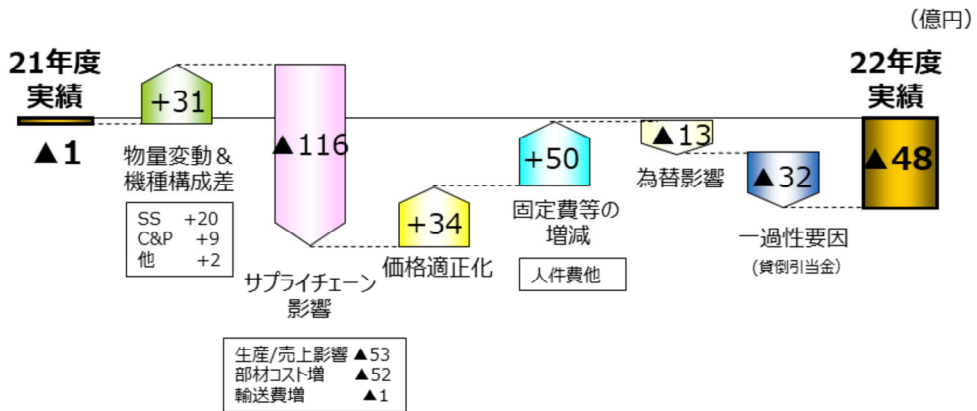 （億円）
21年度
実績
▲1
+31
物量変動＆
機種構成差
SS +20
C&P +9
他 +2
▲116
サプライチェーン
影響
生産/売上影響 ▲53
部材コスト増 ▲52
輸送費増 ▲1
+34
価格適正化
+50
固定費等の
増減
人件費他
▲13
為替影響
▲32
一過性要因
（貸倒引当金）
22年度
実績
▲48